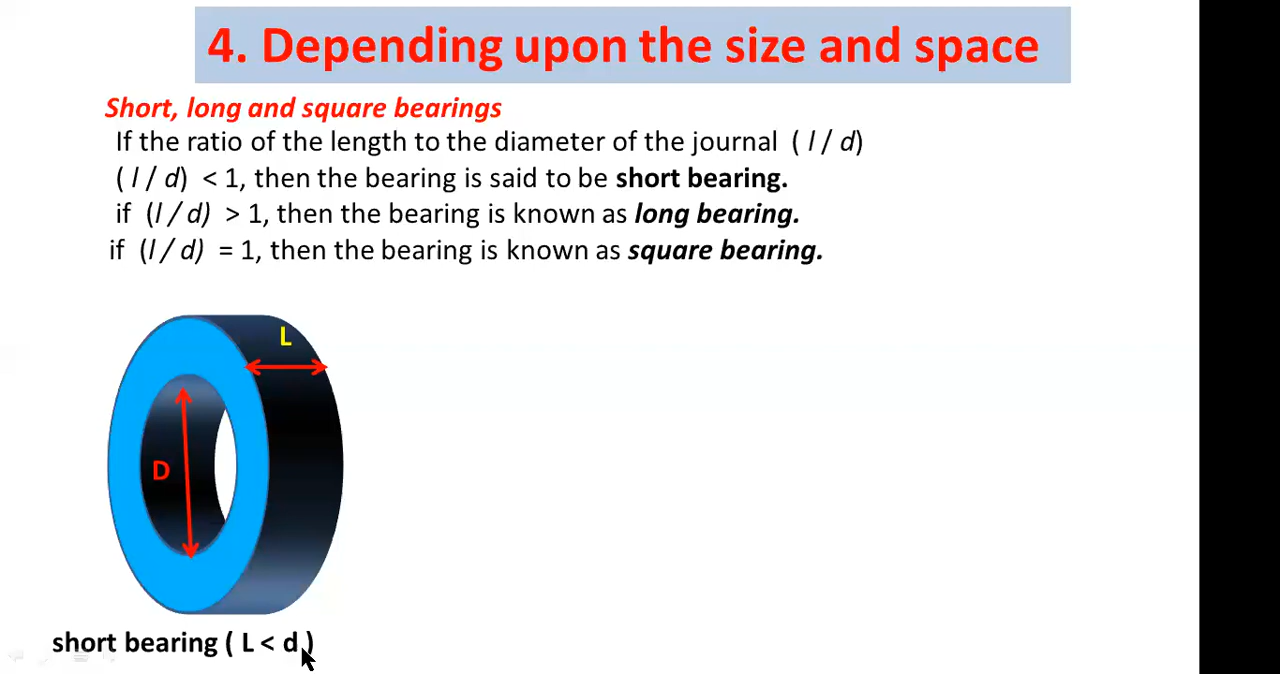 4. Depending upon the size and space
Short, long and square bearings
If the ratio of the length to the diameter of the journal ( l / d)
( l / d) < 1, then the bearing is said to be short bearing.
if (l / d) > 1, then the bearing is known as long bearing.
if (l / d) = 1, then the bearing is known as square bearing.
L
D
short bearing ( L < d )